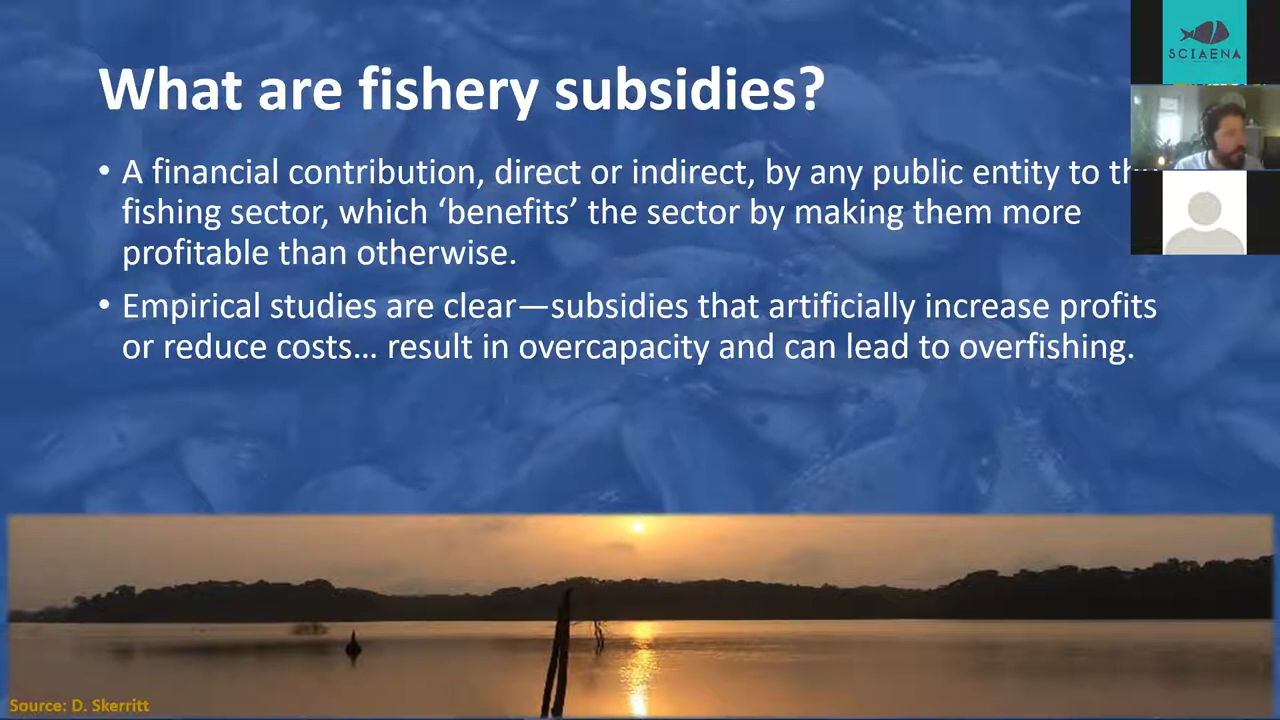 What are fishery subsidies?
SCIAENA
• A financial contribution, direct or indirect, by any public entity to
fishing sector, which ‘benefits’ the sector by making them more
profitable than otherwise.
• Empirical studies are clear—subsidies that artificially increase profits
or reduce costs… result in overcapacity and can lead to overfishing.
Source: D. Skerritt